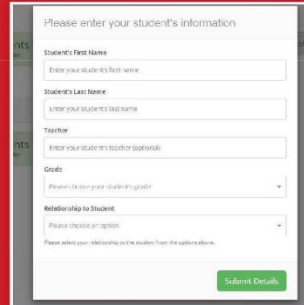 Please enter your student's information
Student's First Name
Enter your student's first name
Student's Last Name
Enter your student's last name
Teacher
Enter your student's teacher (optional)
Grade
Please choose your student's grade
Relationship to Student
Please choose an option
Please select your relationship to the student from the options above.
Submit Details
nts
nts